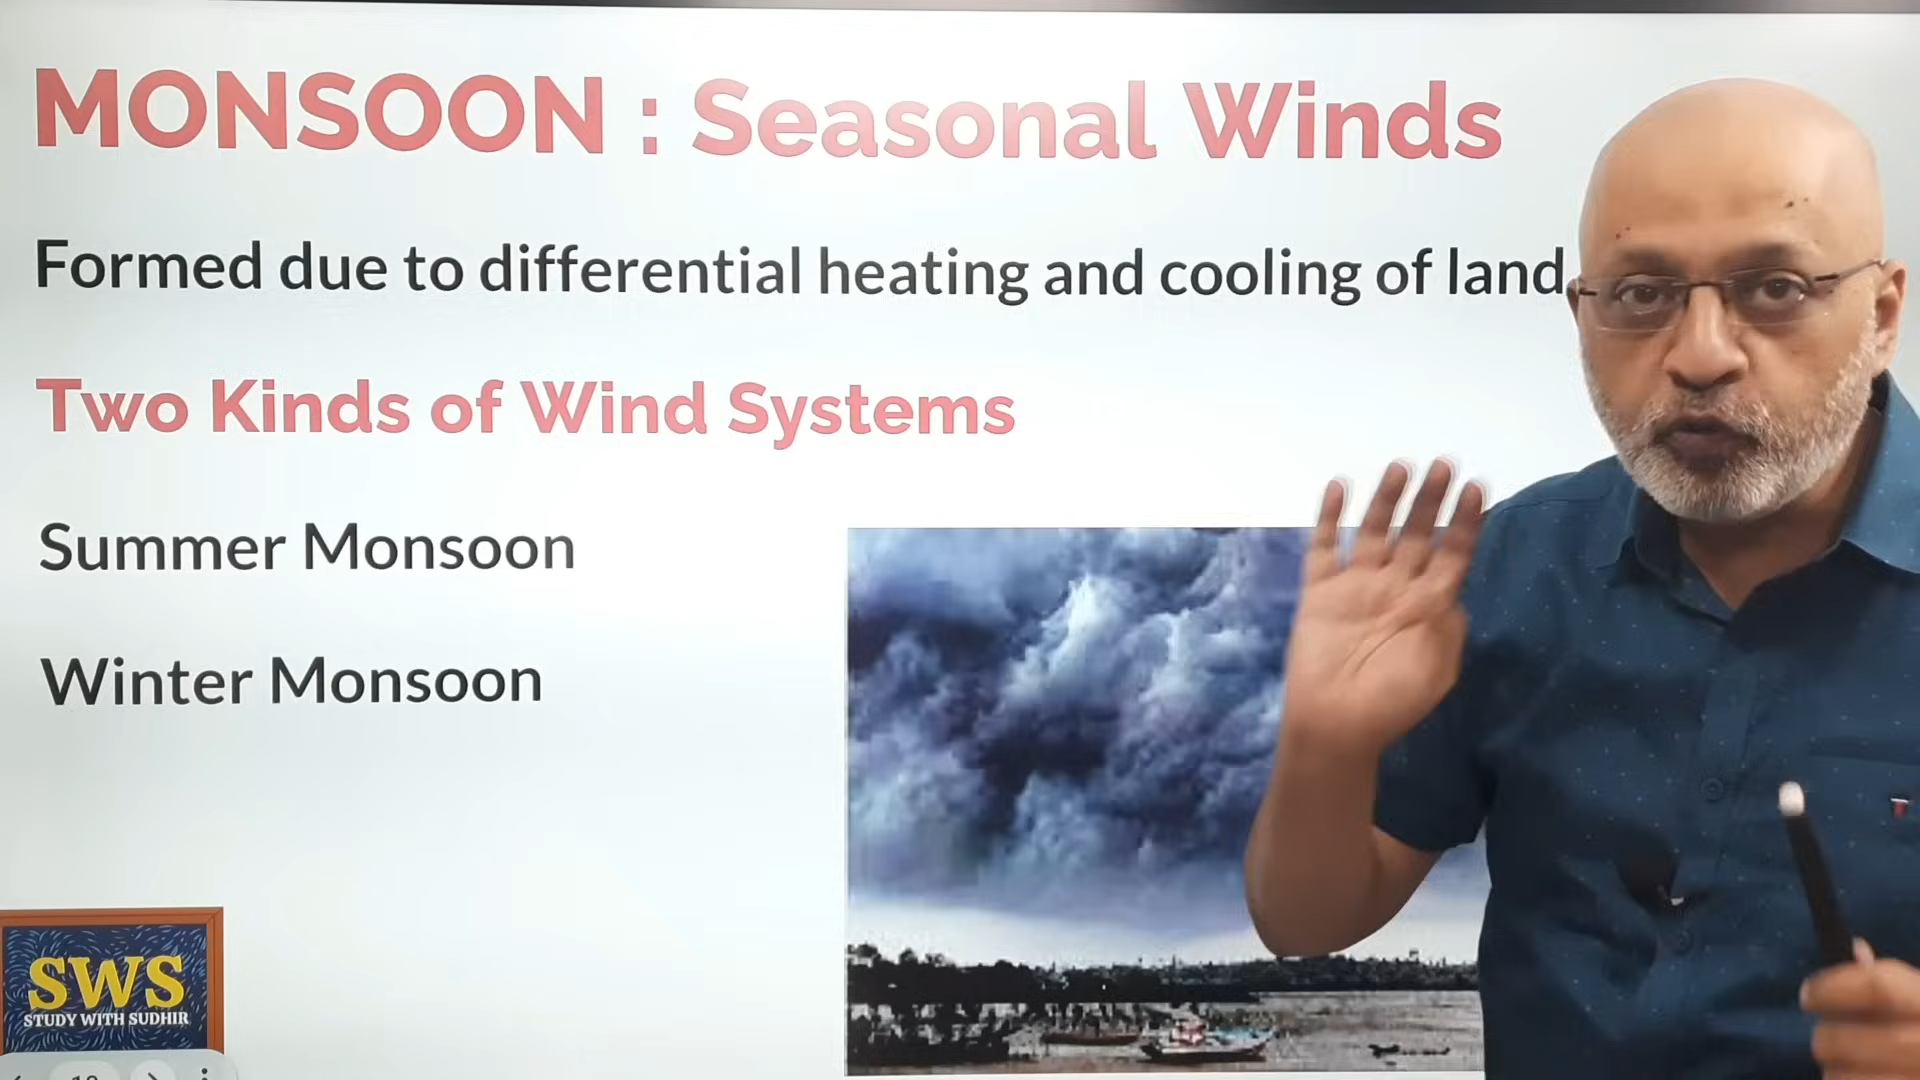 MONSOON : Seasonal Winds
Formed due to differential heating and cooling of land
Two Kinds of Wind Systems
Summer Monsoon
Winter Monsoon
SWS
STUDY WITH SUDHIR